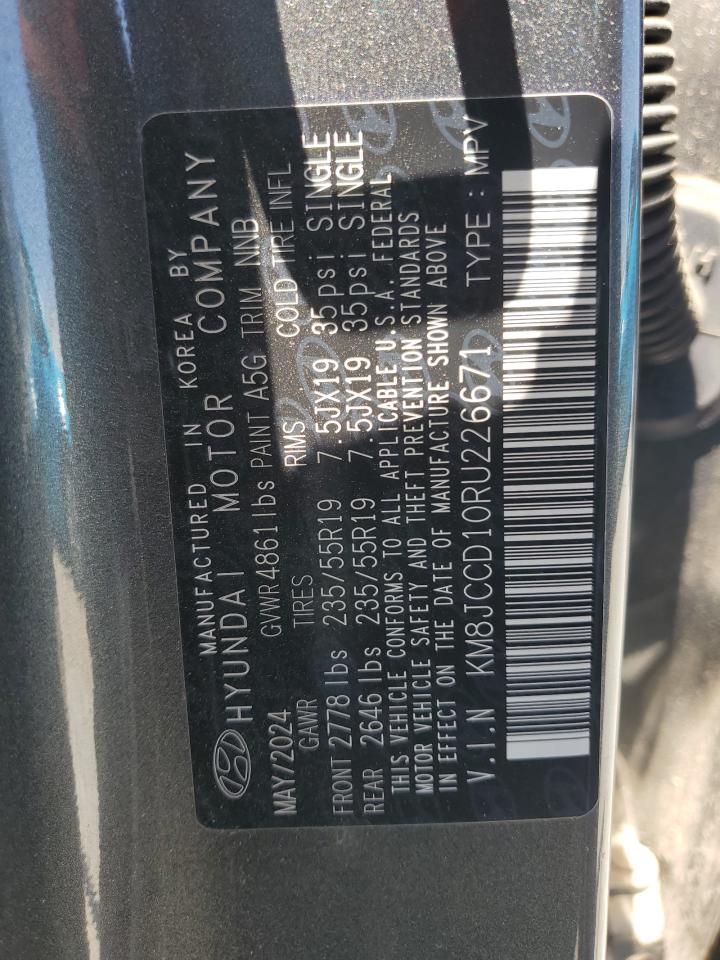 MANUFACTURED IN KOREA BY
HYUNDAI MOTOR COMPANY
MAY/2024 GVWR4861lbs PAINT A5G TRIM NNB
GAWR TIRES RIMS COLD TRE INFL
FRONT 2778 lbs 235/55R19 7.5JX19 35psi SINGLE
REAR 2646 lbs 235/55R19 7.5JX19 35psi SINGLE
THIS VEHICLE CONFORMS TO ALL APPLICABLE U.S.A. FEDERAL
MOTOR VEHICLE SAFETY AND THEFT PREVENTION STANDARDS
IN EFFECT ON THE DATE OF MANUFACTURE SHOWN ABOVE
V.I.N KM8JCCD10RU226671 TYPE : MPV